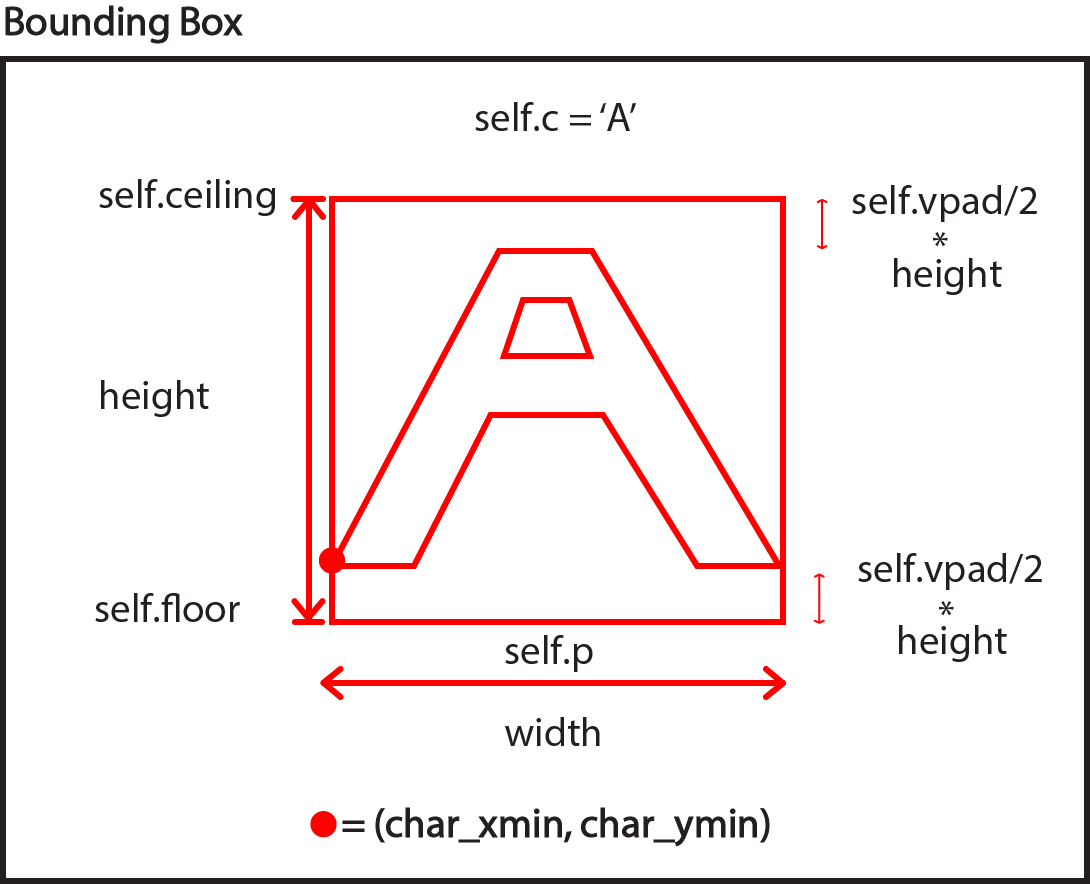 Bounding Box
self.c = ‘A’
self.ceiling
self.vpad/2
*
height
height
self.vpad/2
*
height
self.floor
self.p
width
= (char_xmin, char_ymin)